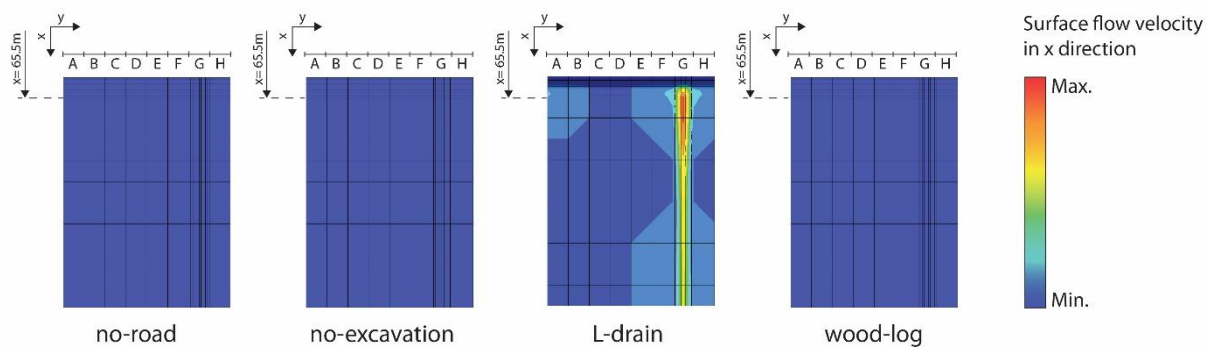 y
x
x= 65.5m
A B C D E F G H
no-road
y
x
x= 65.5m
A B C D E F G H
no-excavation
y
x
x= 65.5m
A B C D E F G H
L-drain
y
x
x= 65.5m
A B C D E F G H
wood-log
Surface flow velocity
in x direction
Max.
Min.